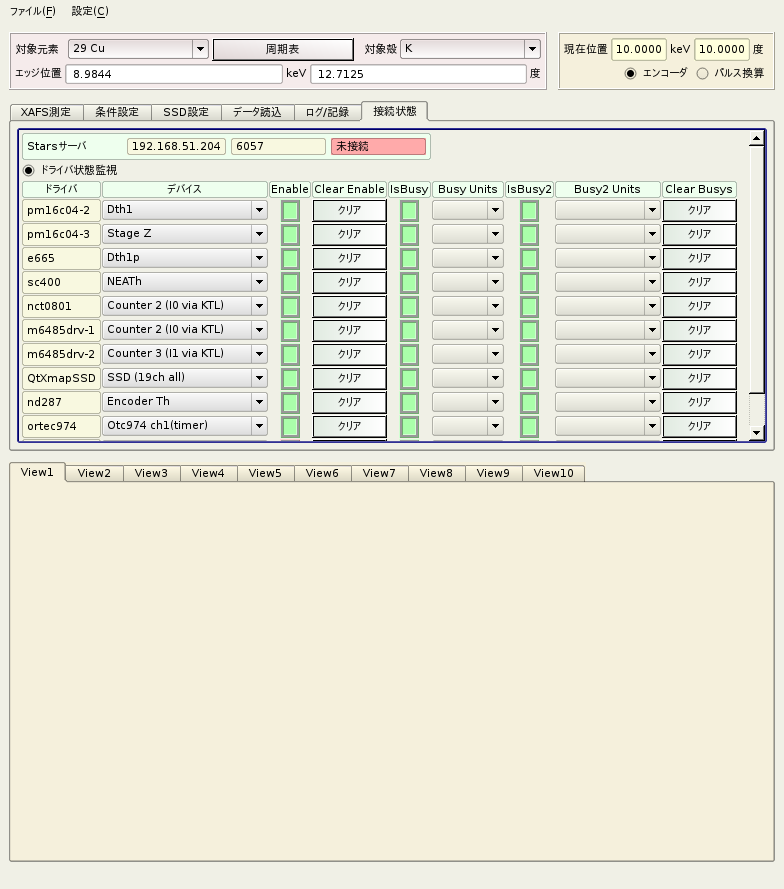 ファイル(F) 設定(C)
対象元素 29 Cu 周期表 対象殻 K
エッジ位置 8.9844 keV 12.7125 度
現在位置 10.0000 keV 10.0000 度
エンコーダ パルス換算
XAFS測定 条件設定 SSD設定 データ読込 ログ/記録 接続状態
Starsサーバ 192.168.51.204 6057 未接続
ドライバ状態監視
ドライバ デバイス Enable Clear Enable IsBusy Busy Units IsBusy2 Busy2 Units Clear Busys
pm16c04-2 Dth1 クリア クリア
pm16c04-3 Stage Z クリア クリア
e665 Dth1p クリア クリア
sc400 NEATh クリア クリア
nct0801 Counter 2 (I0 via KTL) クリア クリア
m6485drv-1 Counter 2 (I0 via KTL) クリア クリア
m6485drv-2 Counter 3 (I1 via KTL) クリア クリア
QtXmapSSD SSD (19ch all) クリア クリア
nd287 Encoder Th クリア クリア
ortec974 Otc974 ch1(timer) クリア クリア
View1 View2 View3 View4 View5 View6 View7 View8 View9 View10